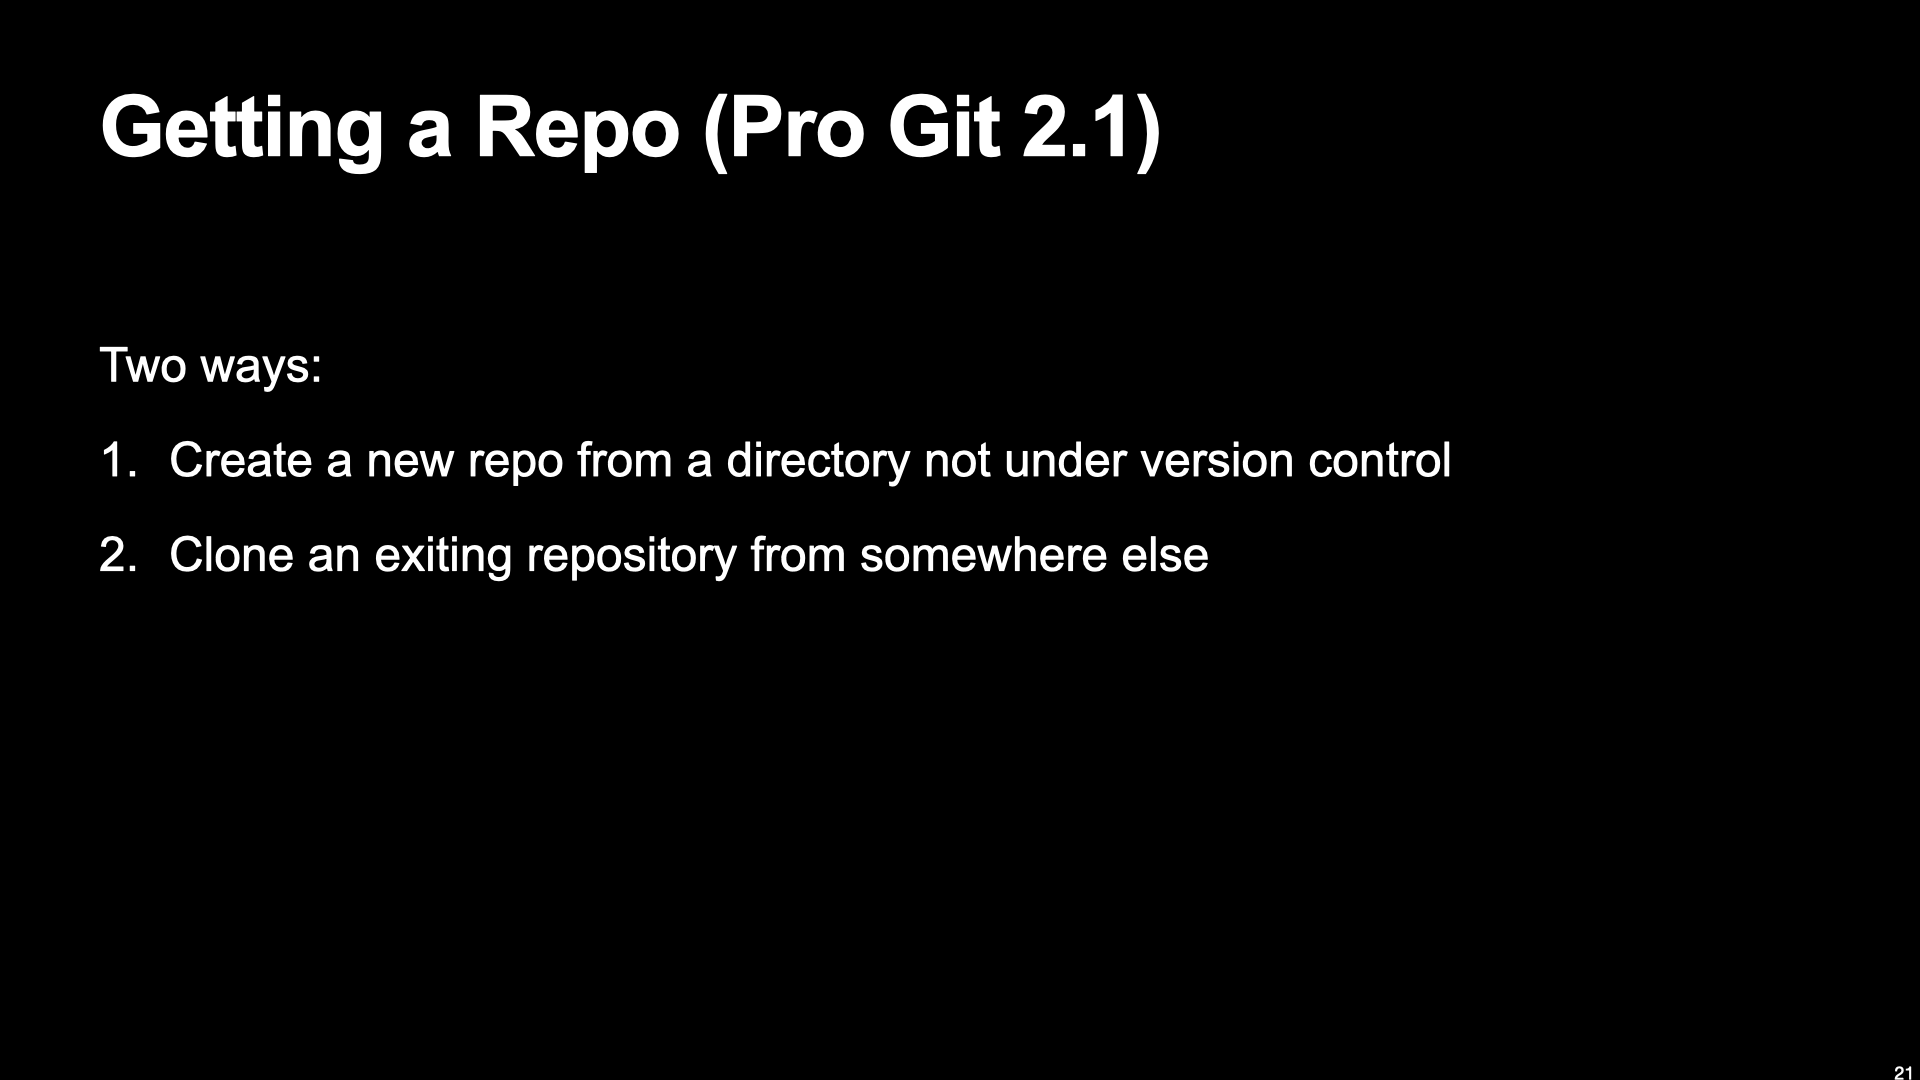 Getting a Repo (Pro Git 2.1)
Two ways:
1. Create a new repo from a directory not under version control
2. Clone an exiting repository from somewhere else
21